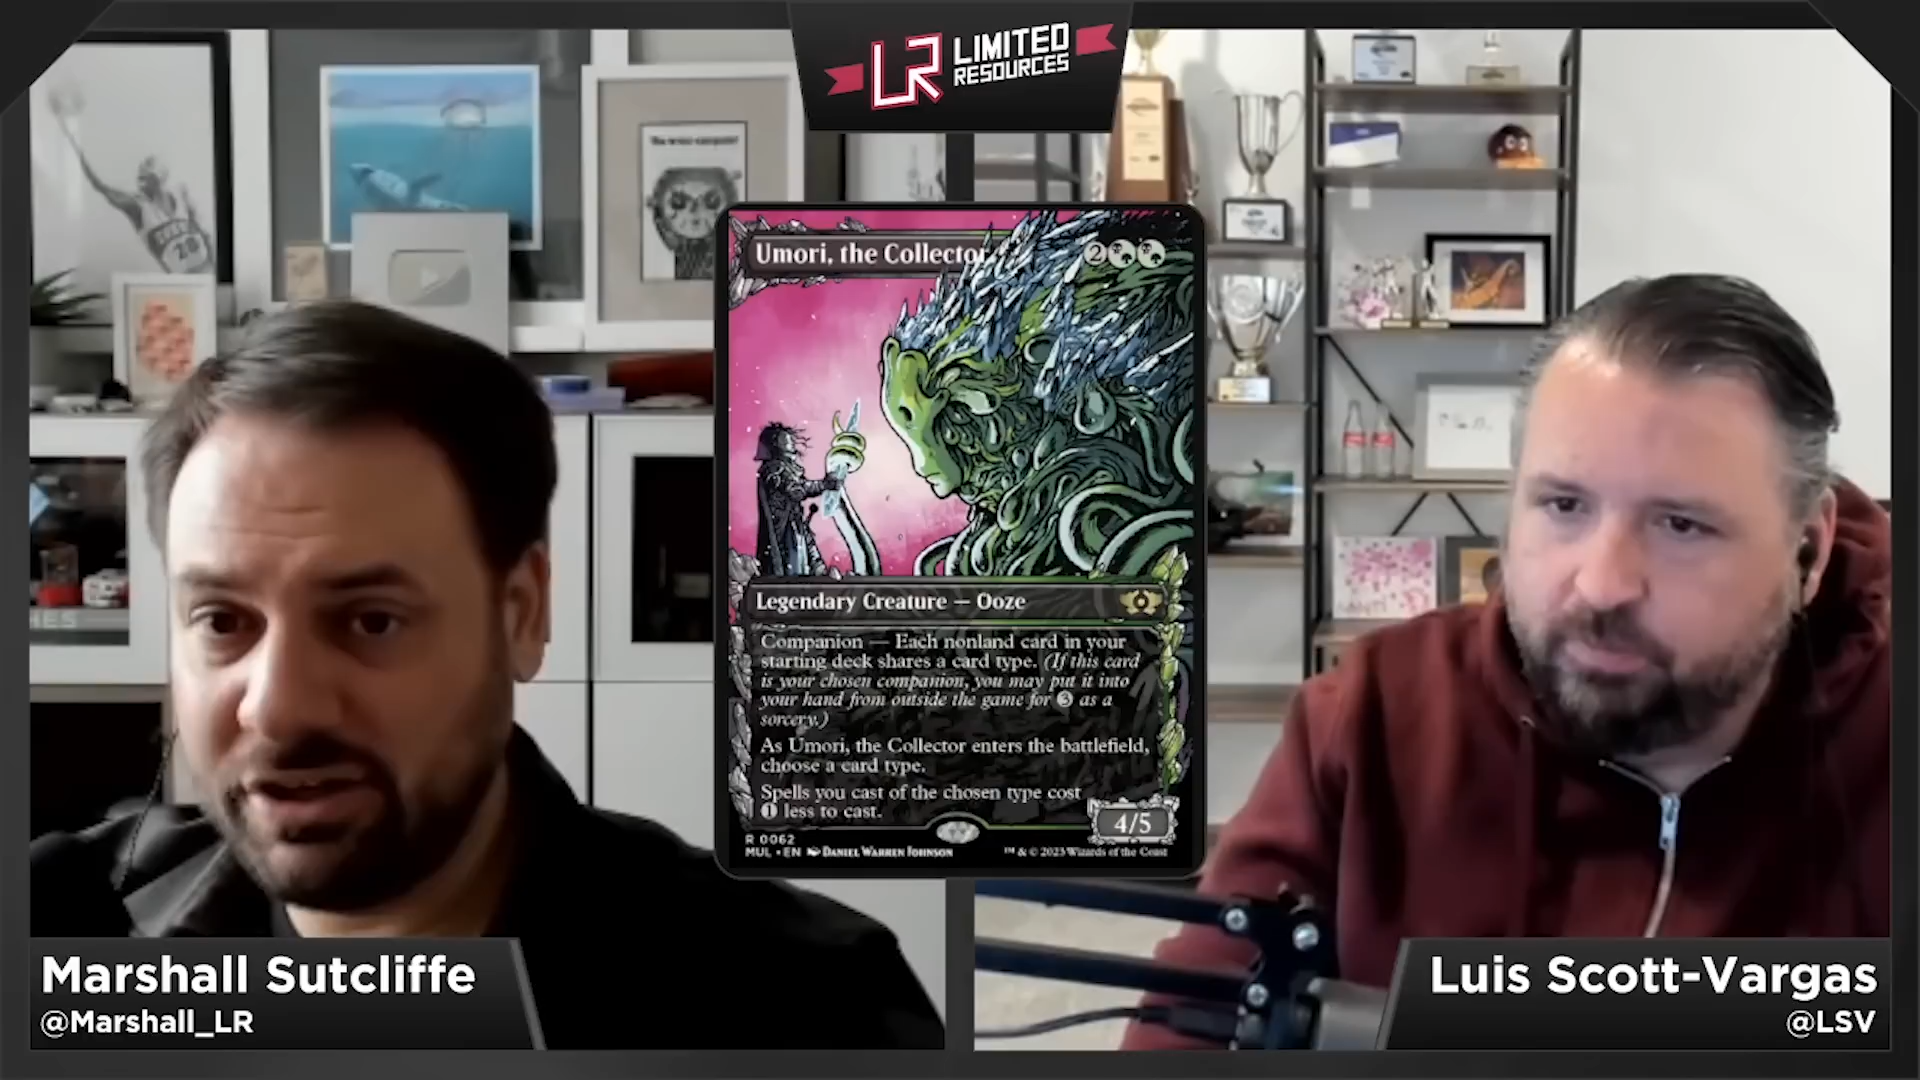 LR LIMITED
RESOURCES
Umori, the Collector
2
Legendary Creature — Ooze
Companion — Each nonland card in your
starting deck shares a card type. (If this card
is your chosen companion, you may put it into
your hand from outside the game for 3 as a
sorcery.)
As Umori, the Collector enters the battlefield,
choose a card type.
Spells you cast of the chosen type cost
1 less to cast.
4/5
R 0062
MUL • EN DANIEL WARREN JOHNSON
™ & © 2023 Wizards of the Coast
Marshall Sutcliffe
@Marshall_LR
Luis Scott-Vargas
@LSV